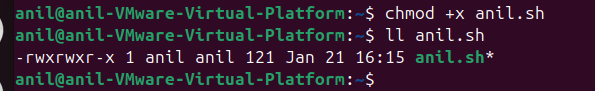 anil@anil-VMware-Virtual-Platform:~$ chmod +x anil.sh
anil@anil-VMware-Virtual-Platform:~$ ll anil.sh
-rwxrwxr-x 1 anil anil 121 Jan 21 16:15 anil.sh*
anil@anil-VMware-Virtual-Platform:~$